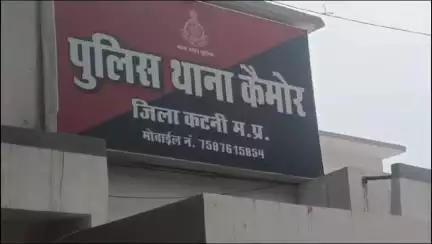 पुलिस थाना कैमोर
जिला कटनी म.प्र.
मोबाईल नं. 7587615854